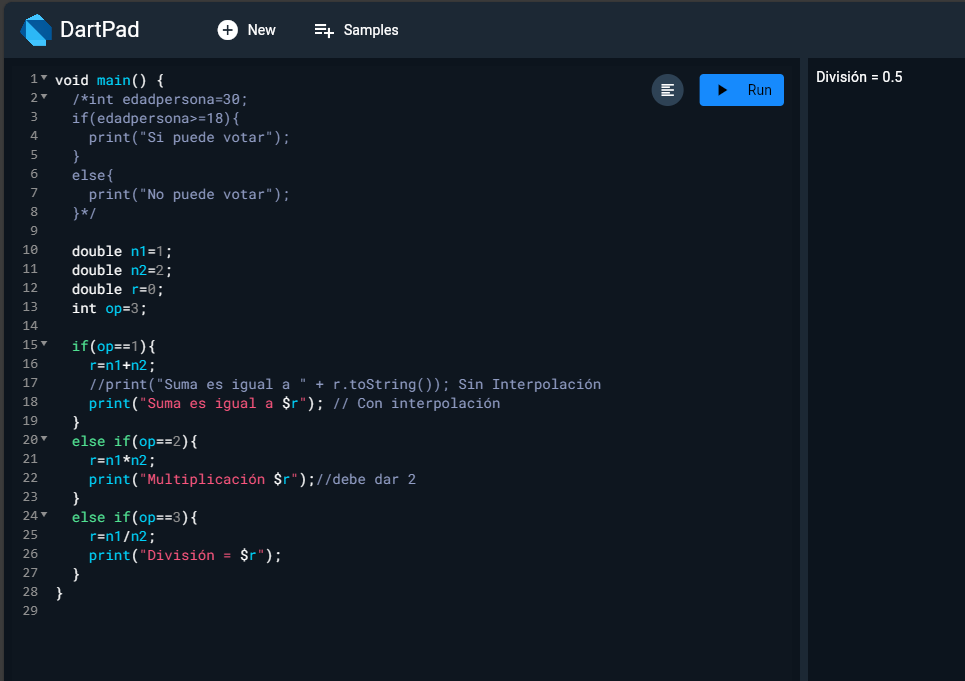 DartPad
New
Samples
Run
División = 0.5
1 void main() {
2   /*int edadpersona=30;
3   if(edadpersona>=18){
4     print("Si puede votar");
5   }
6   else{
7     print("No puede votar");
8   }*/
9
10   double n1=1;
11   double n2=2;
12   double r=0;
13   int op=3;
14
15   if(op==1){
16     r=n1+n2;
17     //print("Suma es igual a " + r.toString()); Sin Interpolación
18     print("Suma es igual a $r"); // Con interpolación
19   }
20   else if(op==2){
21     r=n1*n2;
22     print("Multiplicación $r");//debe dar 2
23   }
24   else if(op==3){
25     r=n1/n2;
26     print("División = $r");
27   }
28 }
29